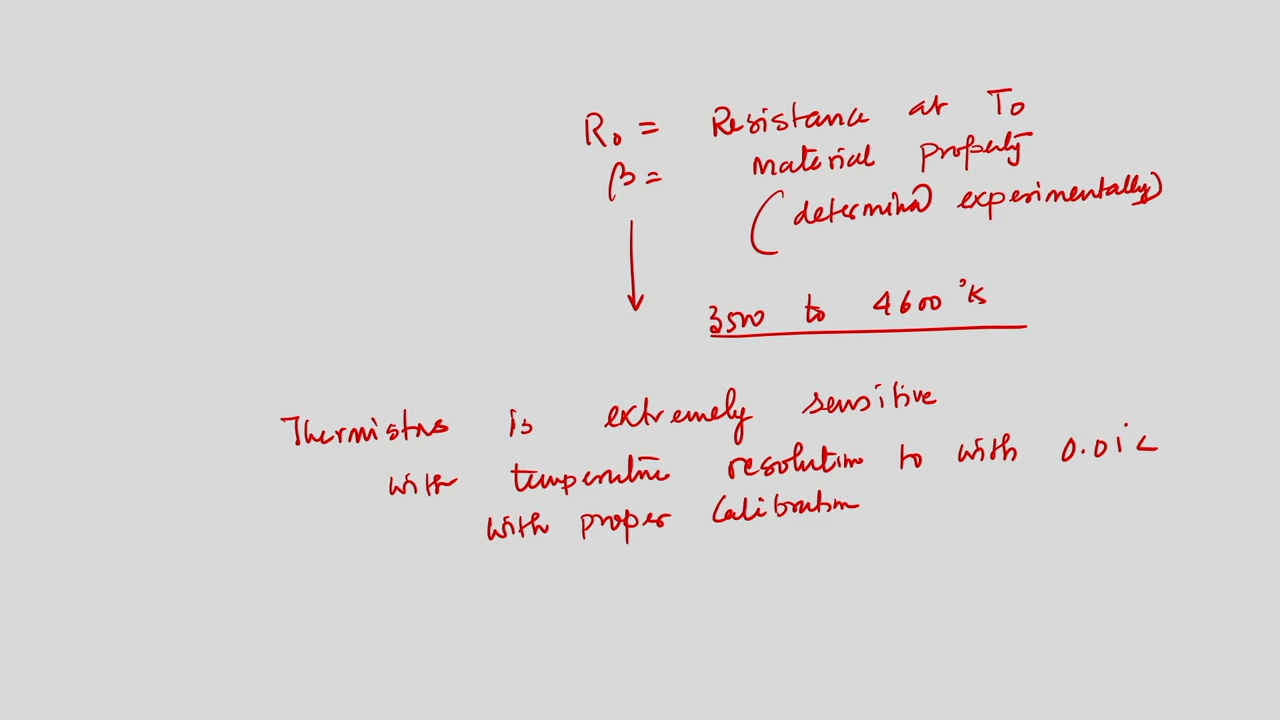 R₀ = Resistance at T₀
β = Material property
(determined experimentally)
3500 to 4600 °K
Thermistors is extremely sensitive
with temperature resolution to with 0.01°C
with proper calibration